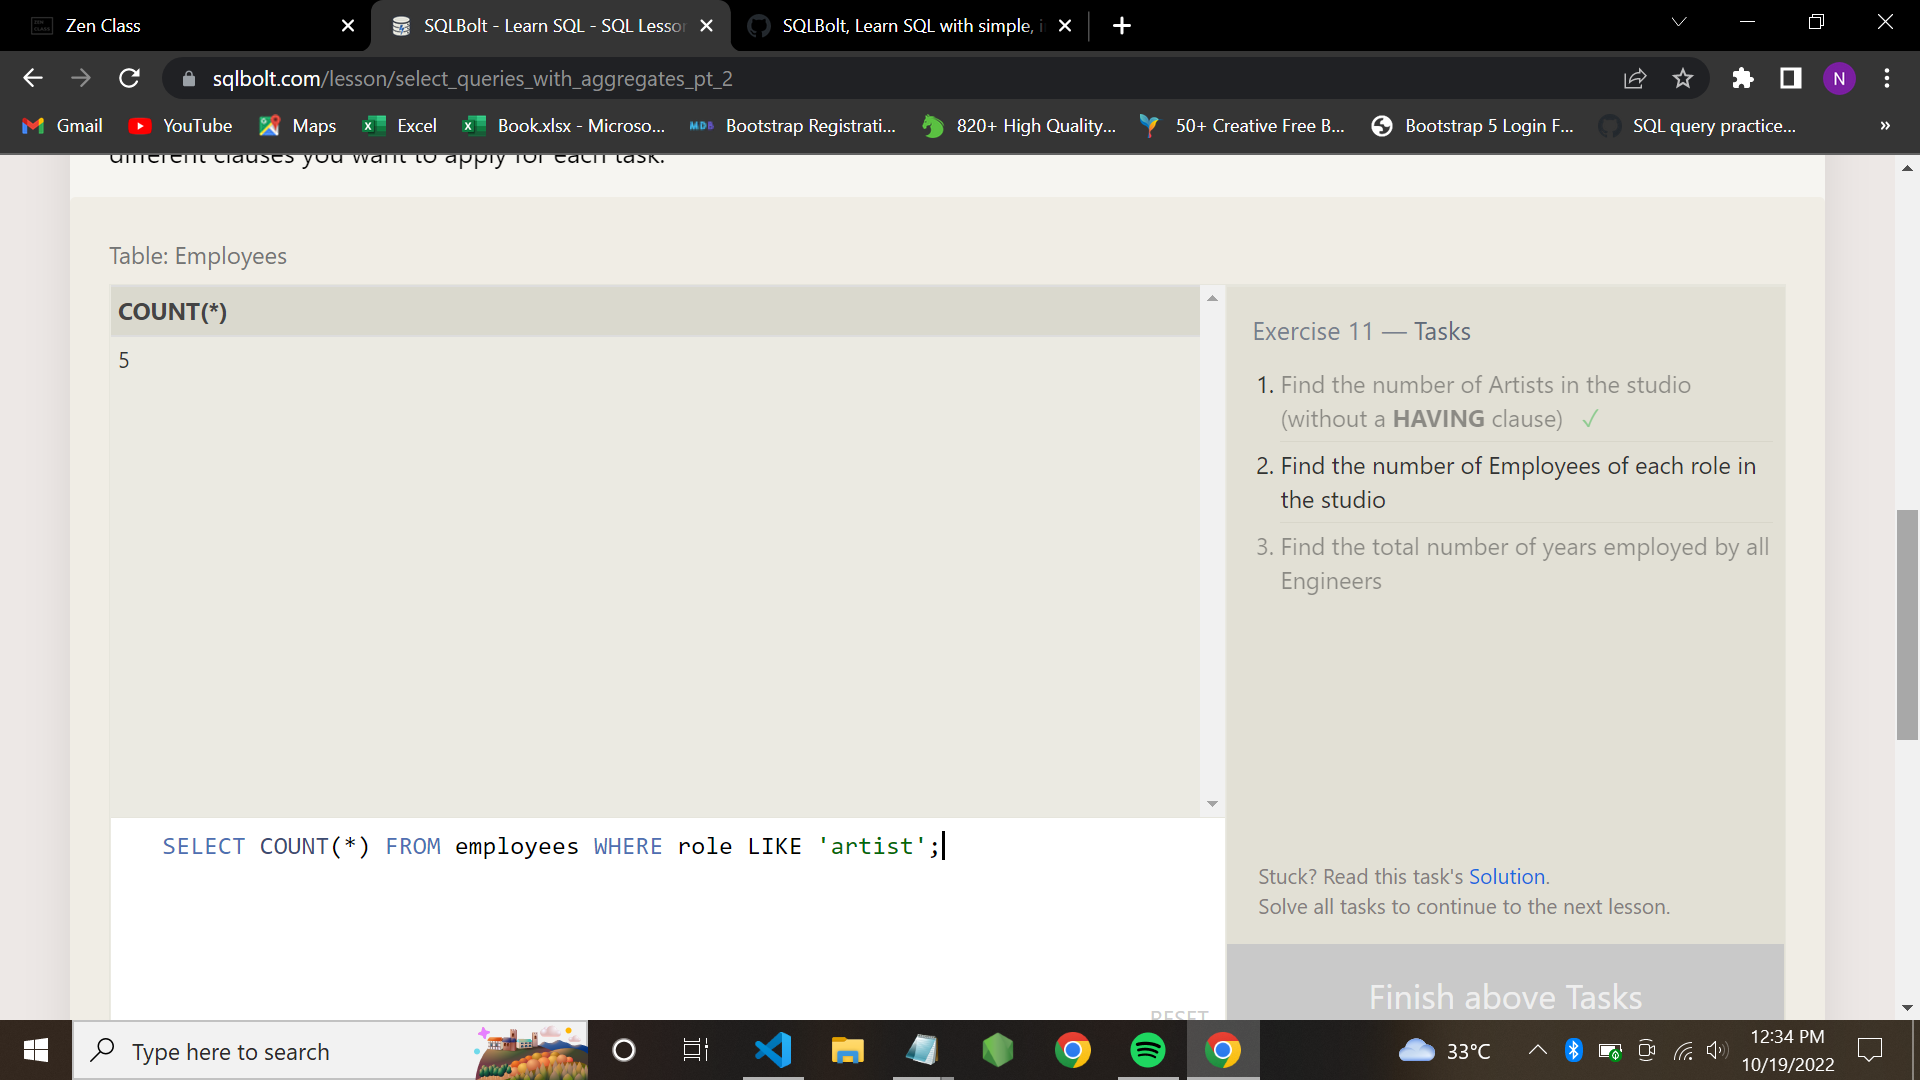 Zen Class
SQLBolt - Learn SQL - SQL Lesso
SQLBolt, Learn SQL with simple, i
sqlbolt.com/lesson/select_queries_with_aggregates_pt_2
N
Gmail
YouTube
Maps
Excel
Book.xlsx - Microso...
MDB
Bootstrap Registrati...
820+ High Quality...
50+ Creative Free B...
Bootstrap 5 Login F...
SQL query practice...
»
different clauses you want to apply for each task.
Table: Employees
COUNT(*)
5
Exercise 11 — Tasks
1. Find the number of Artists in the studio
(without a HAVING clause) ✓
2. Find the number of Employees of each role in
the studio
3. Find the total number of years employed by all
Engineers
SELECT COUNT(*) FROM employees WHERE role LIKE 'artist';
Stuck? Read this task's Solution.
Solve all tasks to continue to the next lesson.
RESET
Finish above Tasks
Type here to search
33°C
12:34 PM
10/19/2022